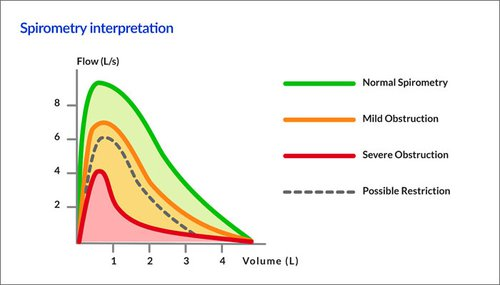 Spirometry interpretation
Flow (L/s)
8
6
4
2
1 2 3 4 Volume (L)
Normal Spirometry
Mild Obstruction
Severe Obstruction
Possible Restriction